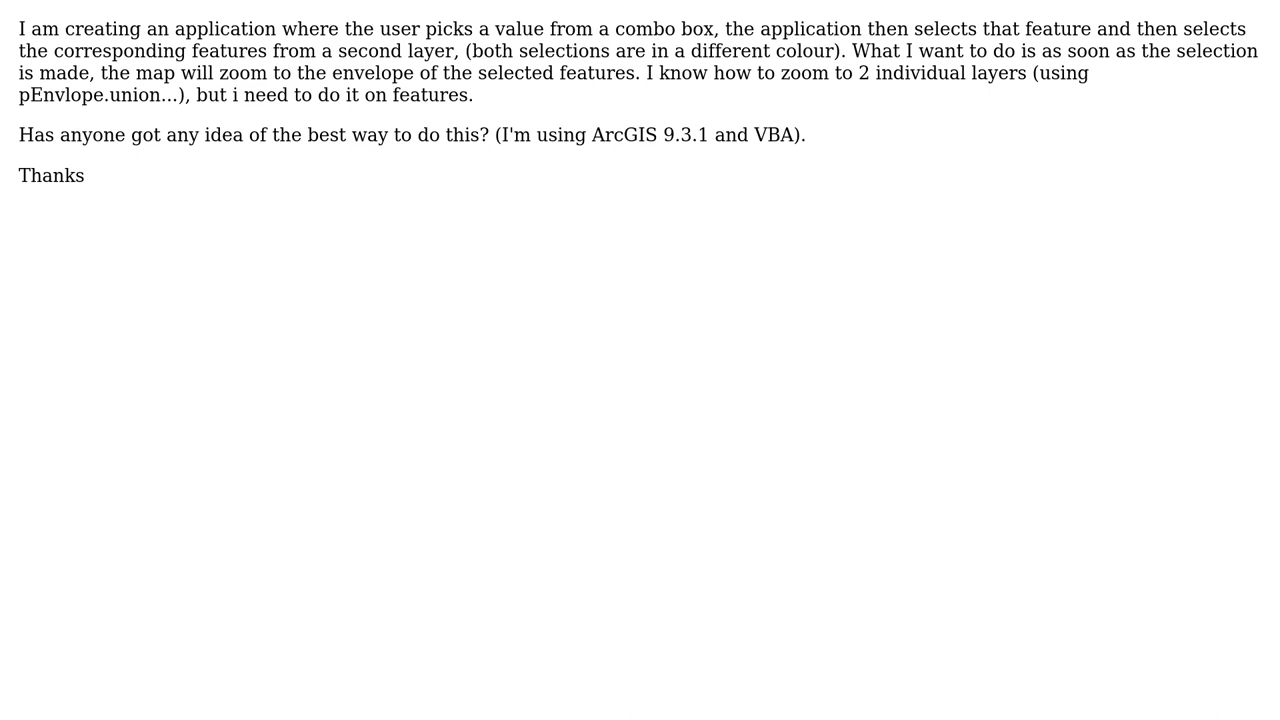 I am creating an application where the user picks a value from a combo box, the application then selects that feature and then selects
the corresponding features from a second layer, (both selections are in a different colour). What I want to do is as soon as the selection
is made, the map will zoom to the envelope of the selected features. I know how to zoom to 2 individual layers (using
pEnvlope.union...), but i need to do it on features.
Has anyone got any idea of the best way to do this? (I'm using ArcGIS 9.3.1 and VBA).
Thanks